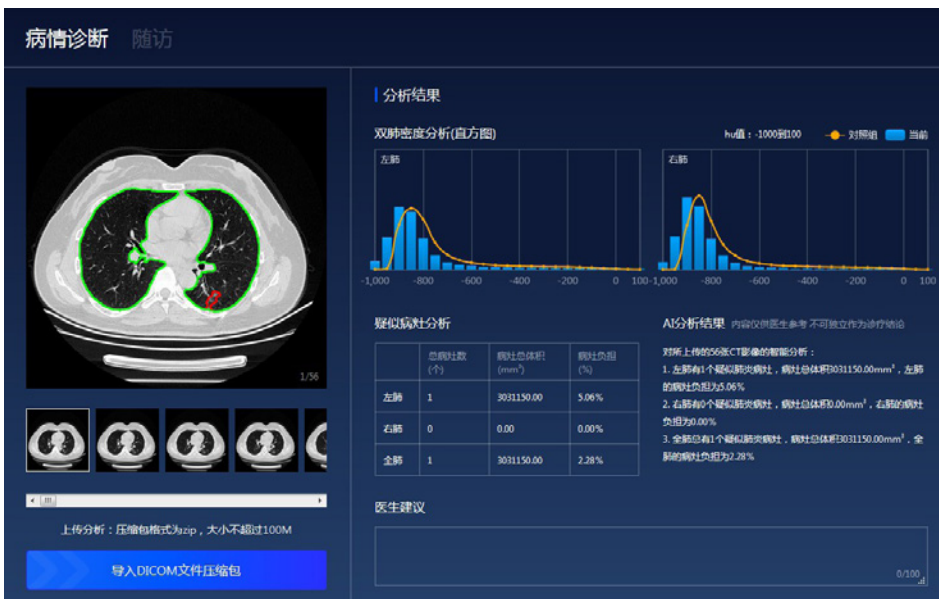 病情诊断 随访
分析结果
双肺密度分析(直方图)
hu值：-1000到100 对照组 当前
左肺
-1,000 -800 -600 -400 -200 0 100
右肺
-1,000 -800 -600 -400 -200 0 100
1/56
上传分析：压缩包格式为zip，大小不超过100M
导入DICOM文件压缩包
疑似病灶分析
总病灶数(个) 病灶总体积(mm³) 病灶负担(%)
左肺 1 3031150.00 5.06%
右肺 0 0.00 0.00%
全肺 1 3031150.00 2.28%
AI分析结果 内容仅供医生参考 不可独立作为诊疗结论
对所上传的56张CT影像的智能分析：
1. 左肺有1个疑似肺炎病灶，病灶总体积3031150.00mm³，左肺
的病灶负担为5.06%
2. 右肺有0个疑似肺炎病灶，病灶总体积0.00mm³，右肺的病灶
负担为0.00%
3. 全肺总有1个疑似肺炎病灶，病灶总体积3031150.00mm³，全
肺的病灶负担为2.28%
医生建议
0/100